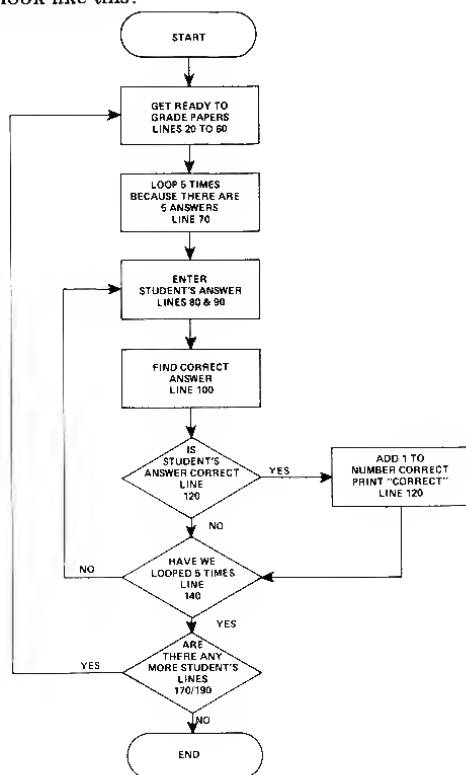 look like this:
START
GET READY TO
GRADE PAPERS
LINES 20 TO 60
LOOP 5 TIMES
BECAUSE THERE ARE
5 ANSWERS
LINE 70
ENTER
STUDENT'S ANSWER
LINES 80 & 90
FIND CORRECT
ANSWER
LINE 100
IS
STUDENT'S
ANSWER CORRECT
LINE
120
YES
ADD 1 TO
NUMBER CORRECT
PRINT "CORRECT"
LINE 120
NO
HAVE WE
LOOPED 5 TIMES
LINE
140
NO
YES
ARE
THERE ANY
MORE STUDENT'S
LINES
170/190
YES
NO
END